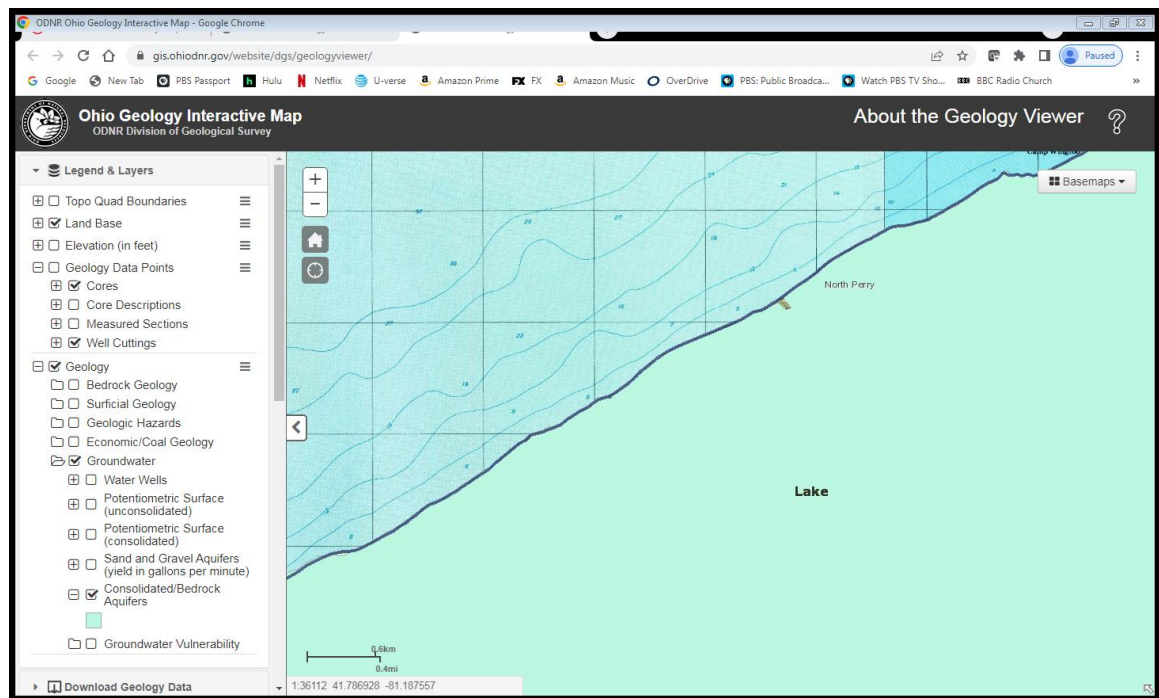 ODNR Ohio Geology Interactive Map - Google Chrome
gis.ohiodnr.gov/website/dgs/geologyviewer/
Paused
Google New Tab PBS Passport Hulu Netflix U-verse Amazon Prime FX FX Amazon Music OverDrive PBS: Public Broadca... Watch PBS TV Sho... BBC Radio Church »
Ohio Geology Interactive Map
ODNR Division of Geological Survey
About the Geology Viewer
Legend & Layers
Topo Quad Boundaries
Land Base
Elevation (in feet)
Geology Data Points
Cores
Core Descriptions
Measured Sections
Well Cuttings
Geology
Bedrock Geology
Surficial Geology
Geologic Hazards
Economic/Coal Geology
Groundwater
Water Wells
Potentiometric Surface
(unconsolidated)
Potentiometric Surface
(consolidated)
Sand and Gravel Aquifers
(yield in gallons per minute)
Consolidated/Bedrock
Aquifers
Groundwater Vulnerability
Download Geology Data
+
−
Basemaps
North Perry
Lake
0.6km
0.4mi
1:36112 41.786928 -81.187557